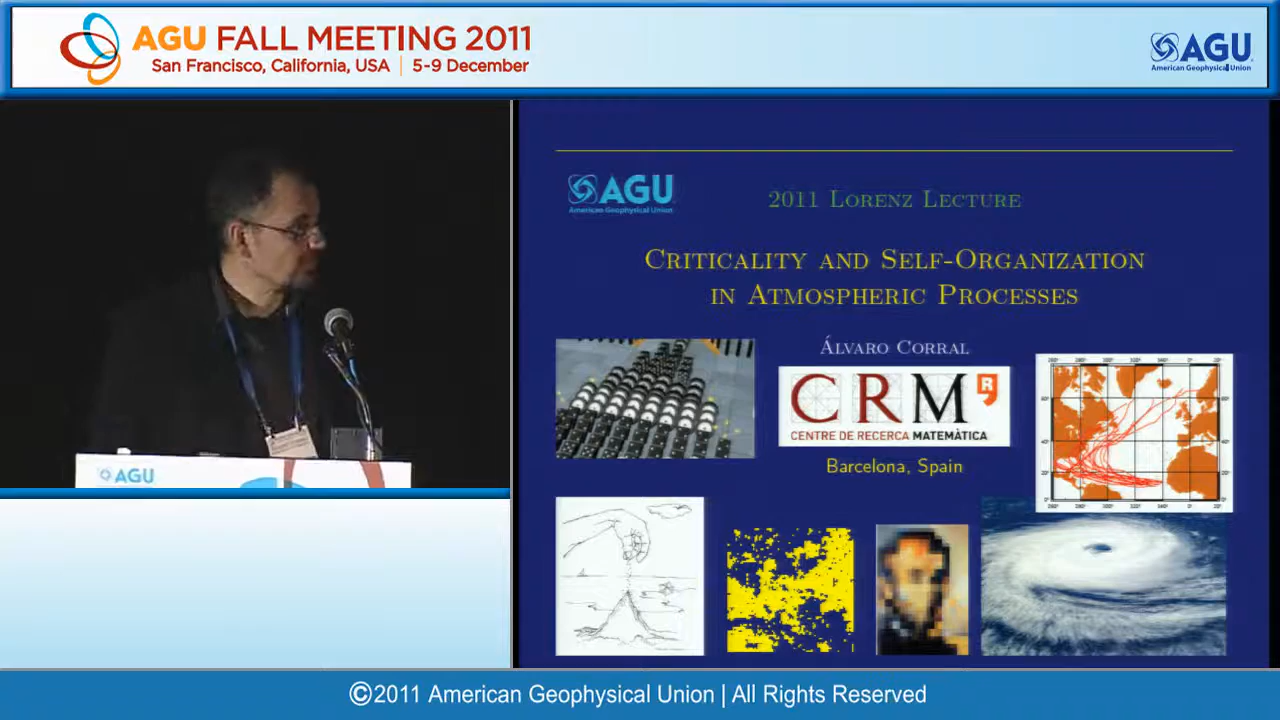 AGU FALL MEETING 2011
San Francisco, California, USA | 5-9 December
AGU
American Geophysical Union
AGU
American Geophysical Union
2011 LORENZ LECTURE
CRITICALITY AND SELF-ORGANIZATION
IN ATMOSPHERIC PROCESSES
ÁLVARO CORRAL
CRM
R
CENTRE DE RECERCA MATEMÀTICA
Barcelona, Spain
AGU
©2011 American Geophysical Union | All Rights Reserved